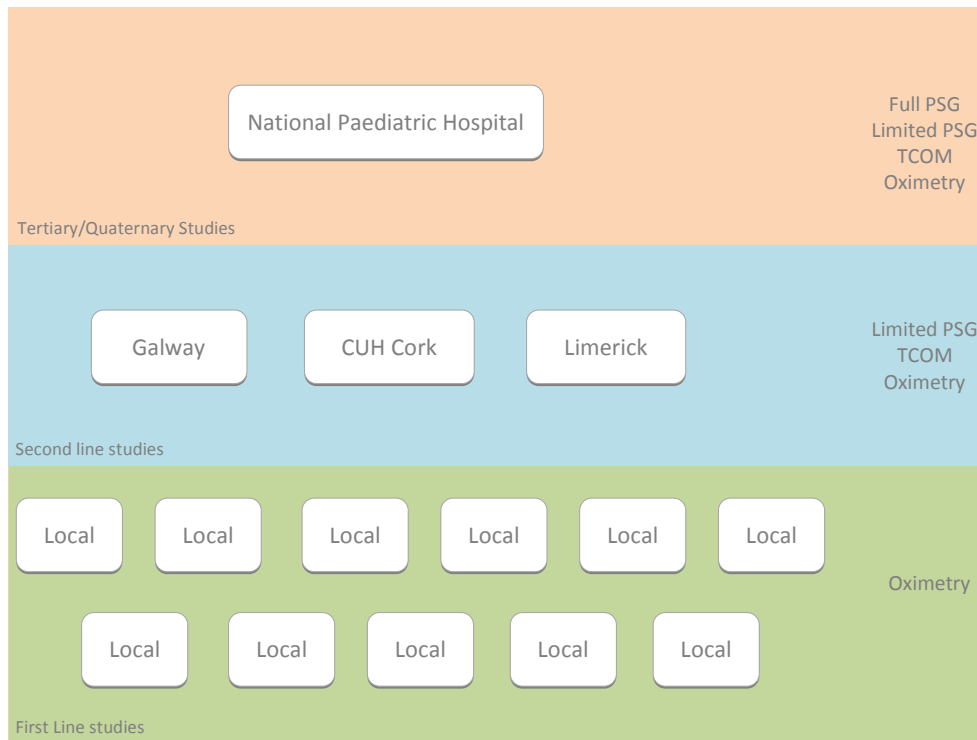 National Paediatric Hospital
Full PSG
Limited PSG
TCOM
Oximetry
Tertiary/Quaternary Studies
Galway
CUH Cork
Limerick
Limited PSG
TCOM
Oximetry
Second line studies
Local
Local
Local
Local
Local
Local
Oximetry
Local
Local
Local
Local
Local
First Line studies